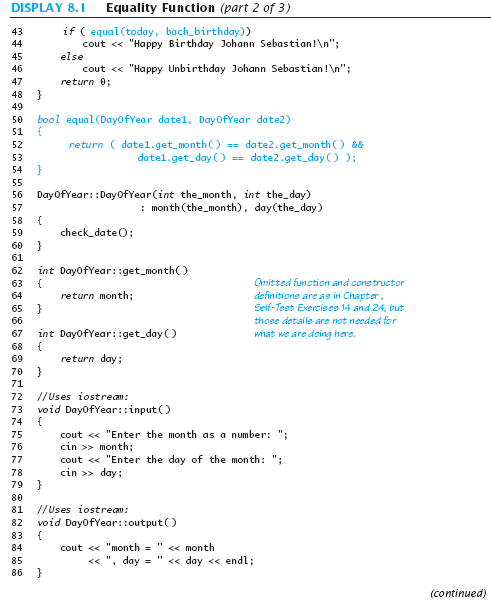 DISPLAY 8.1 Equality Function (part 2 of 3)
43 if ( equal(today, bach_birthday))
44 cout << "Happy Birthday Johann Sebastian!\n";
45 else
46 cout << "Happy Unbirthday Johann Sebastian!\n";
47 return 0;
48 }
49
50 bool equal(DayOfYear date1, DayOfYear date2)
51 {
52 return ( date1.get_month() == date2.get_month() &&
53 date1.get_day() == date2.get_day() );
54 }
55
56 DayOfYear::DayOfYear(int the_month, int the_day)
57 : month(the_month), day(the_day)
58 {
59 check_date();
60 }
61
62 int DayOfYear::get_month()
63 {
64 return month;
65 }
66
67 int DayOfYear::get_day()
68 {
69 return day;
70 }
71
Omitted function and constructor
definitions are as in Chapter ,
Self-Test Exercises 14 and 24, but
those details are not needed for
what we are doing here.
72 //Uses iostream:
73 void DayOfYear::input()
74 {
75 cout << "Enter the month as a number: ";
76 cin >> month;
77 cout << "Enter the day of the month: ";
78 cin >> day;
79 }
80
81 //Uses iostream:
82 void DayOfYear::output()
83 {
84 cout << "month = " << month
85 << ", day = " << day << endl;
86 }
(continued)